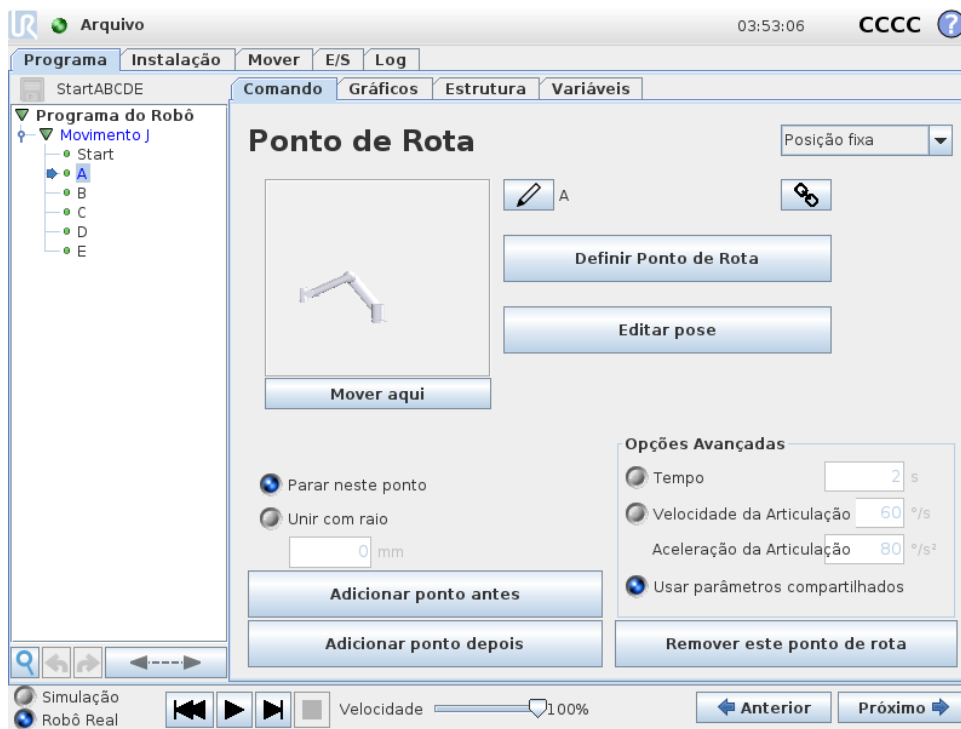 UR Arquivo 03:53:06 CCCC ?
Programa Instalação Mover E/S Log
StartABCDE Comando Gráficos Estrutura Variáveis
Programa do Robô
Movimento J
Start
A
B
C
D
E
Ponto de Rota Posição fixa
A
Definir Ponto de Rota
Editar pose
Mover aqui
Opções Avançadas
Parar neste ponto
Unir com raio
0 mm
Tempo 2 s
Velocidade da Articulação 60 °/s
Aceleração da Articulação 80 °/s²
Usar parâmetros compartilhados
Adicionar ponto antes
Adicionar ponto depois
Remover este ponto de rota
Simulação
Robô Real
Velocidade 100%
Anterior Próximo